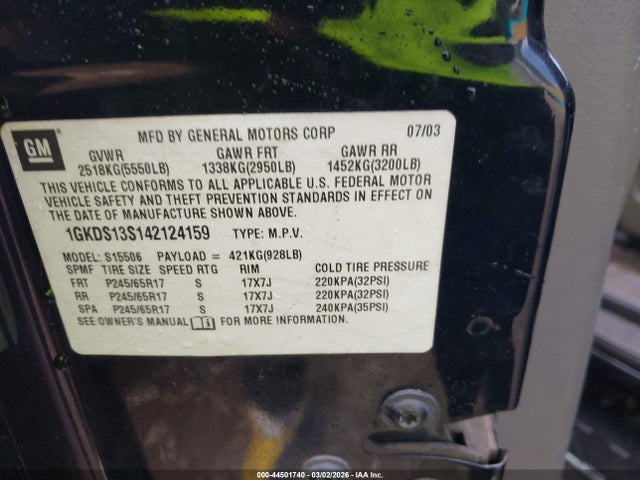 GM
MFD BY GENERAL MOTORS CORP 07/03
GVWR GAWR FRT GAWR RR
2518KG(5550LB) 1338KG(2950LB) 1452KG(3200LB)
THIS VEHICLE CONFORMS TO ALL APPLICABLE U.S. FEDERAL MOTOR
VEHICLE SAFETY AND THEFT PREVENTION STANDARDS IN EFFECT ON
THE DATE OF MANUFACTURE SHOWN ABOVE.
1GKDS13S142124159 TYPE: M.P.V.
MODEL: S15506 PAYLOAD = 421KG(928LB)
SPMF TIRE SIZE SPEED RTG RIM COLD TIRE PRESSURE
FRT P245/65R17 S 17X7J 220KPA(32PSI)
RR P245/65R17 S 17X7J 220KPA(32PSI)
SPA P245/65R17 S 17X7J 240KPA(35PSI)
SEE OWNER'S MANUAL FOR MORE INFORMATION.
000-44501740 - 03/02/2026 - IAA Inc.